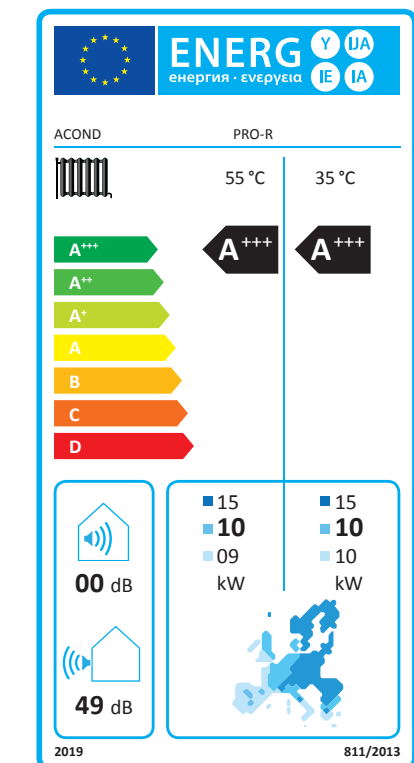 ENERG Y IJA
енергия · ενεργεια IE IA
ACOND PRO-R
55 °C 35 °C
A+++ A+++ A+++
A++
A+
A
B
C
D
15 15
10 10
09 10
kW kW
00 dB
49 dB
2019 811/2013